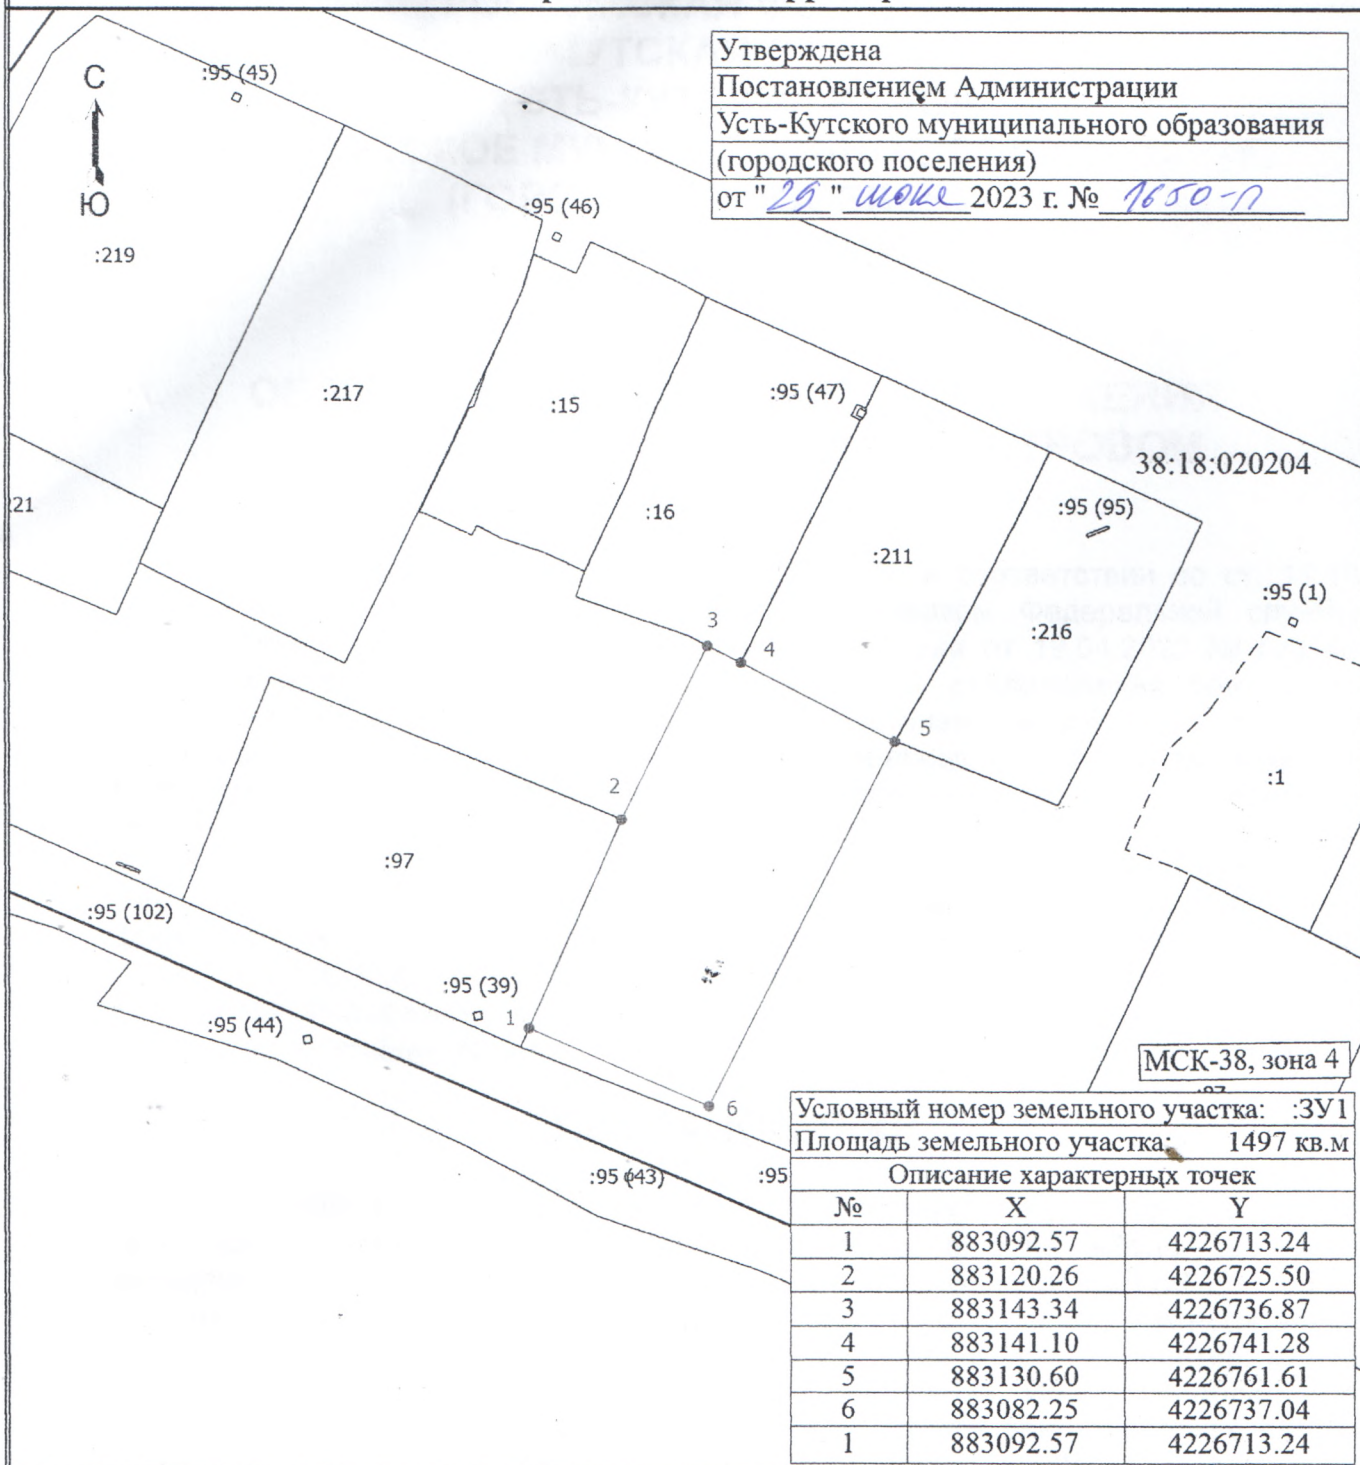 Утверждена
Постановлением Администрации
Усть-Кутского муниципального образования
(городского поселения)
от "25" июля 2023 г. № 1650-П
С
Ю
:95 (45)
:95 (46)
:219
:217
:15
:95 (47)
38:18:020204
:95 (95)
21
:16
:211
:95 (1)
:216
3
4
5
2
:1
:97
:95 (102)
:95 (39)
1
:95 (44)
6
:95 (43)
:95
МСК-38, зона 4
Условный номер земельного участка: :ЗУ1
Площадь земельного участка: 1497 кв.м
Описание характерных точек
№ X Y
1 883092.57 4226713.24
2 883120.26 4226725.50
3 883143.34 4226736.87
4 883141.10 4226741.28
5 883130.60 4226761.61
6 883082.25 4226737.04
1 883092.57 4226713.24